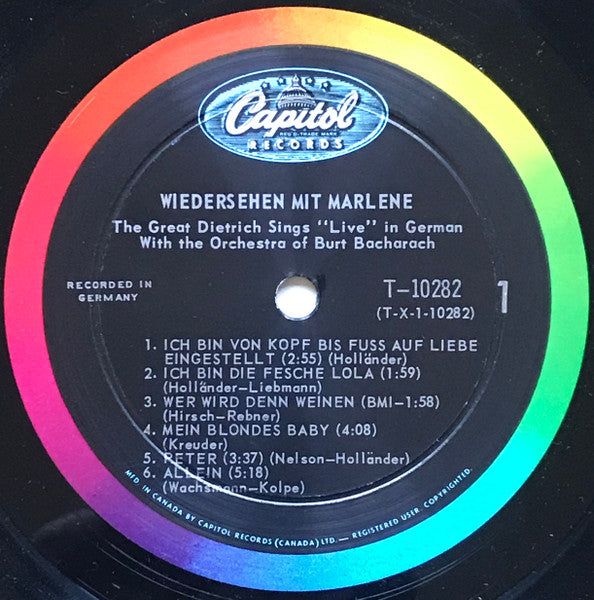 Capitol
REG'D. TRADE MARK
RECORDS
WIEDERSEHEN MIT MARLENE
The Great Dietrich Sings "Live" in German
With the Orchestra of Burt Bacharach
RECORDED IN
GERMANY
T-10282
(T-X-1-10282)
1
1. ICH BIN VON KOPF BIS FUSS AUF LIEBE
EINGESTELLT (2:55) (Holländer)
2. ICH BIN DIE FESCHE LOLA (1:59)
(Holländer-Liebmann)
3. WER WIRD DENN WEINEN (BMI-1:58)
(Hirsch-Rebner)
4. MEIN BLONDES BABY (4:08)
(Kreuder)
5. PETER (3:37) (Nelson-Holländer)
6. ALLEIN (5:18)
(Wachsmann-Kolpe)
MFD. IN CANADA BY CAPITOL RECORDS (CANADA) LTD. — REGISTERED USER. COPYRIGHTED.